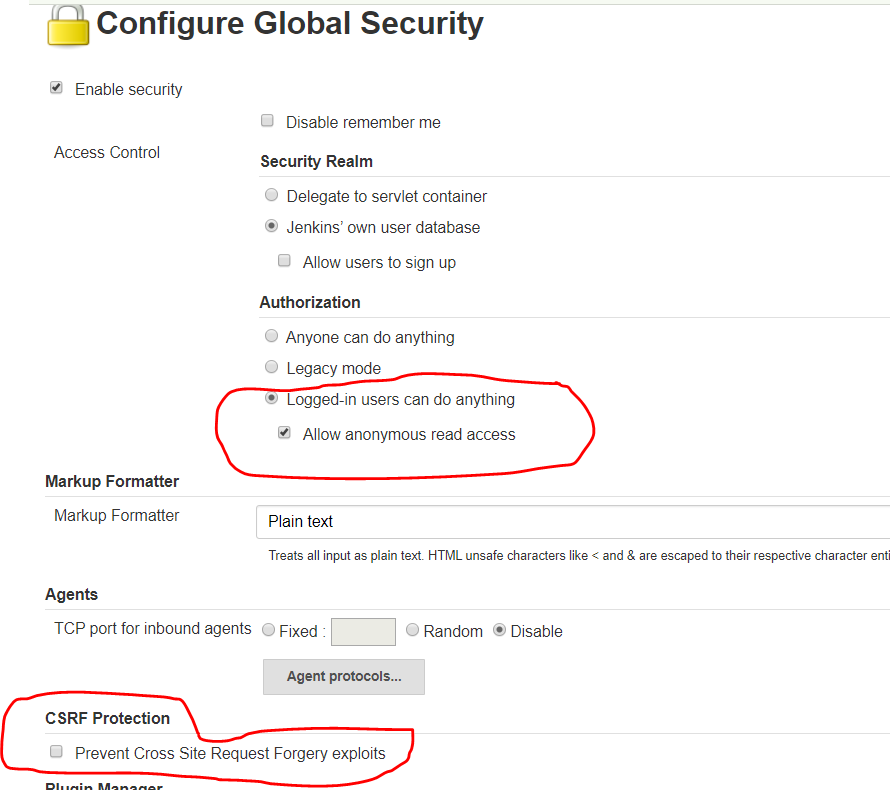 Configure Global Security
Enable security
Disable remember me
Access Control
Security Realm
Delegate to servlet container
Jenkins’ own user database
Allow users to sign up
Authorization
Anyone can do anything
Legacy mode
Logged-in users can do anything
Allow anonymous read access
Markup Formatter
Markup Formatter Plain text
Treats all input as plain text. HTML unsafe characters like < and & are escaped to their respective character enti
Agents
TCP port for inbound agents Fixed : Random Disable
Agent protocols...
CSRF Protection
Prevent Cross Site Request Forgery exploits
Plugin Manager